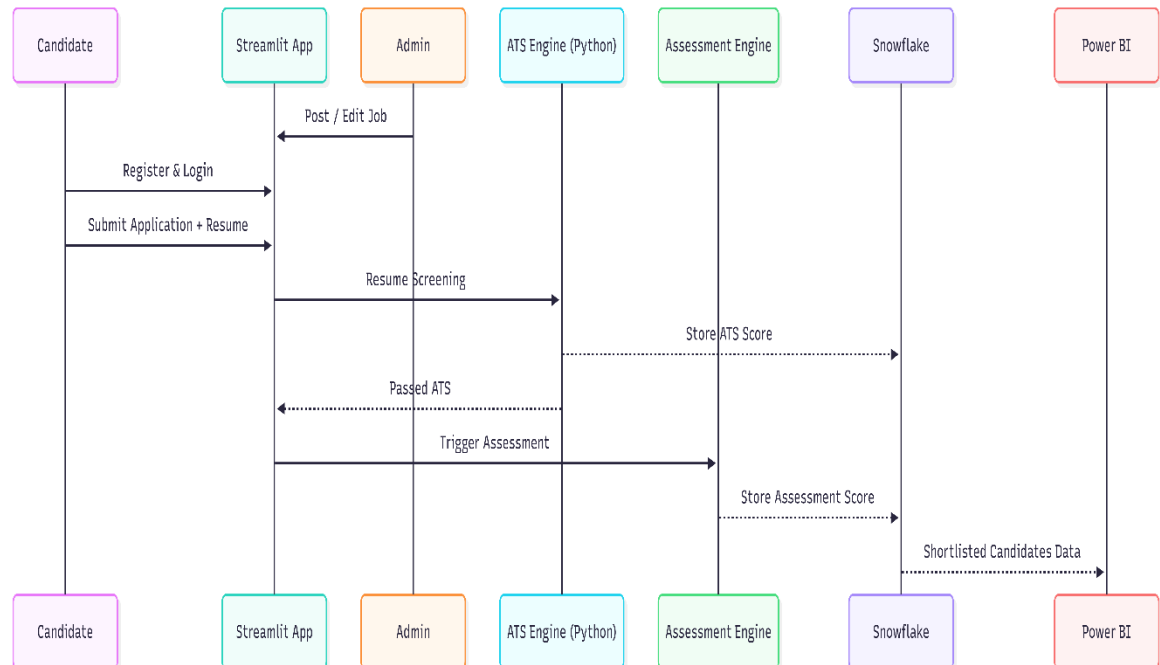 Candidate
Streamlit App
Admin
ATS Engine (Python)
Assessment Engine
Snowflake
Power BI
Post / Edit Job
Register & Login
Submit Application + Resume
Resume Screening
Store ATS Score
Passed ATS
Trigger Assessment
Store Assessment Score
Shortlisted Candidates Data
Candidate
Streamlit App
Admin
ATS Engine (Python)
Assessment Engine
Snowflake
Power BI